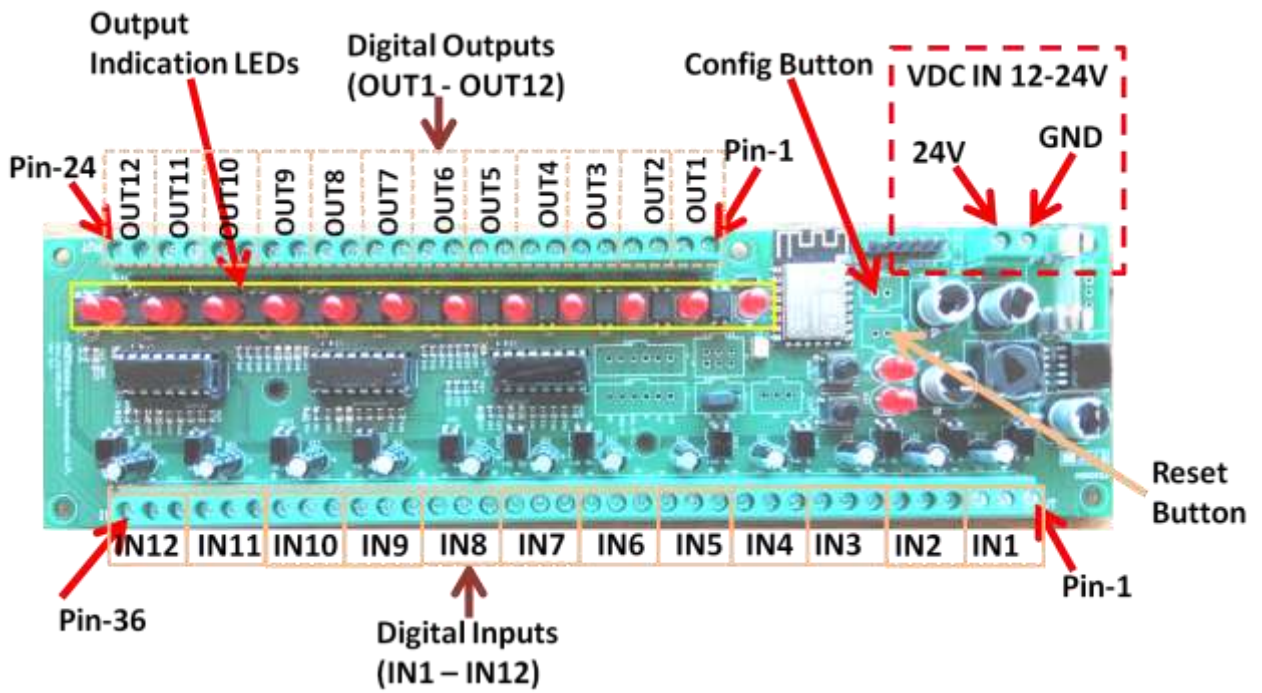 Output
Indication LEDs
Digital Outputs
(OUT1 - OUT12)
Config Button
VDC IN 12-24V
24V
GND
Pin-24
OUT12
OUT11
OUT10
OUT9
OUT8
OUT7
OUT6
OUT5
OUT4
OUT3
OUT2
OUT1
Pin-1
Reset
Button
IN12
IN11
IN10
IN9
IN8
IN7
IN6
IN5
IN4
IN3
IN2
IN1
Pin-36
Pin-1
Digital Inputs
(IN1 – IN12)